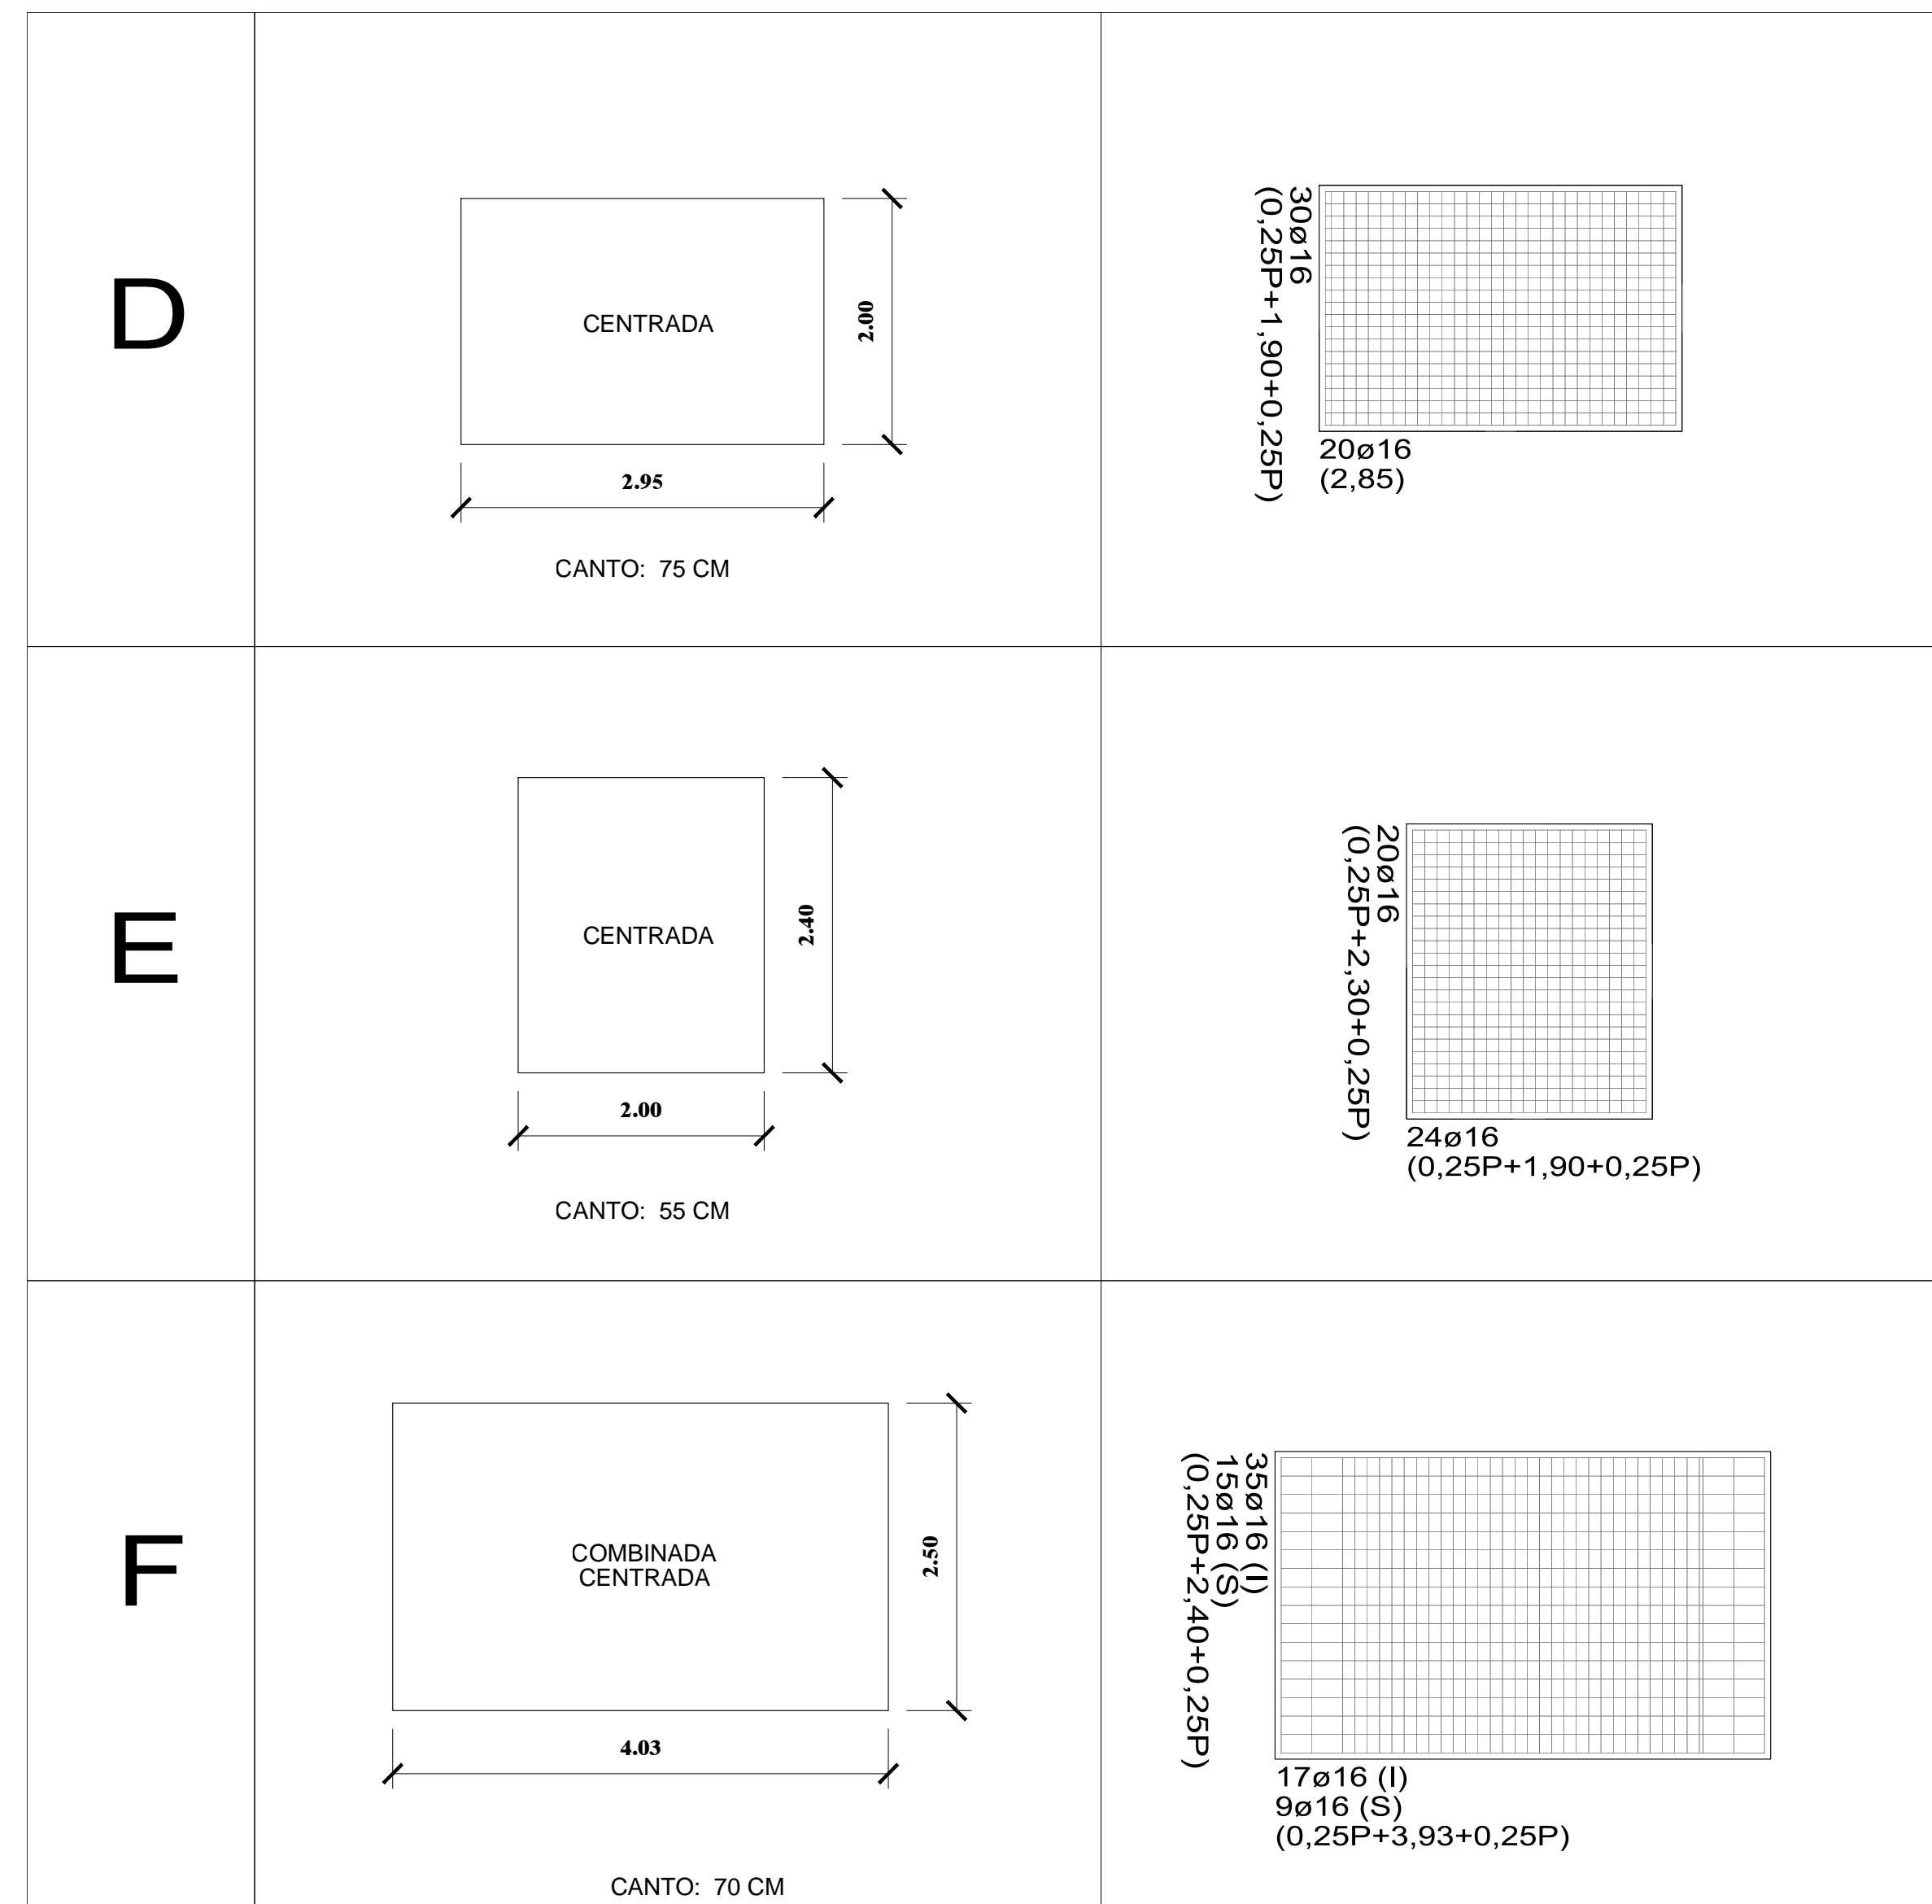 D
CENTRADA
2.00
2.95
CANTO: 75 CM
30ø16
(0,25P+1,90+0,25P)
20ø16
(2,85)
E
CENTRADA
2.40
2.00
CANTO: 55 CM
20ø16
(0,25P+2,30+0,25P)
24ø16
(0,25P+1,90+0,25P)
F
COMBINADA
CENTRADA
2.50
4.03
CANTO: 70 CM
35ø16 (I)
15ø16 (S)
(0,25P+2,40+0,25P)
17ø16 (I)
9ø16 (S)
(0,25P+3,93+0,25P)